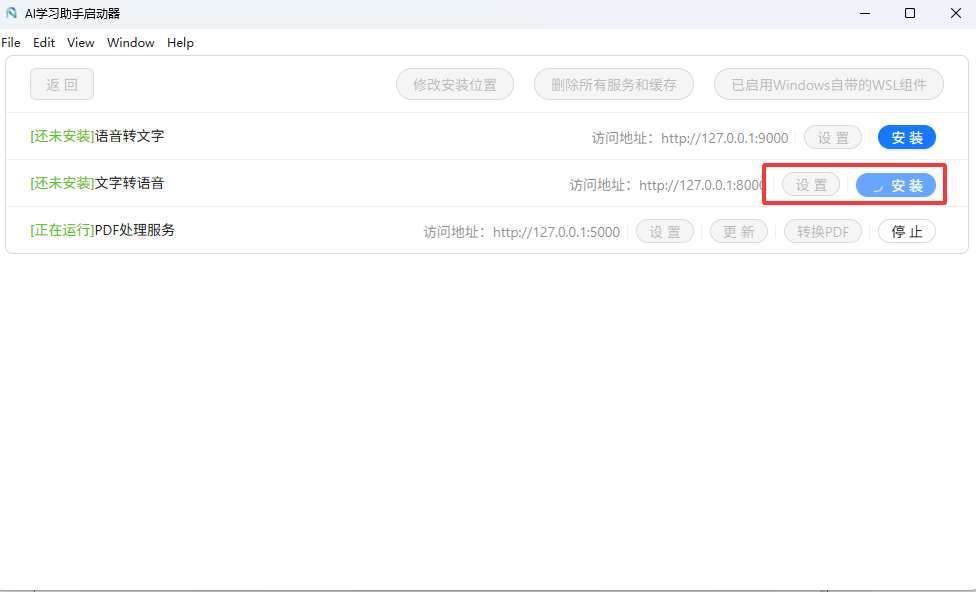 AI学习助手启动器
File Edit View Window Help
返 回 修改安装位置 删除所有服务和缓存 已启用Windows自带的WSL组件
[还未安装]语音转文字 访问地址：http://127.0.0.1:9000 设 置 安 装
[还未安装]文字转语音 访问地址：http://127.0.0.1:8000 设 置 安 装
[正在运行]PDF处理服务 访问地址：http://127.0.0.1:5000 设 置 更 新 转换PDF 停 止